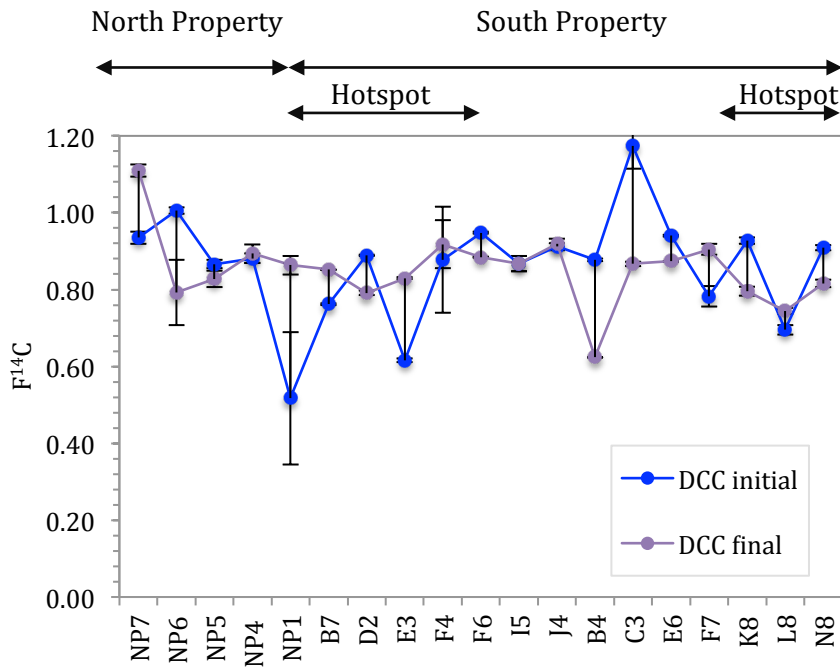 North Property South Property
Hotspot Hotspot
1.20
1.00
0.80
0.60
0.40
0.20
0.00
F¹⁴C
DCC initial
DCC final
NP7 NP6 NP5 NP4 NP1 B7 D2 E3 F4 F6 I5 J4 B4 C3 E6 F7 K8 L8 N8